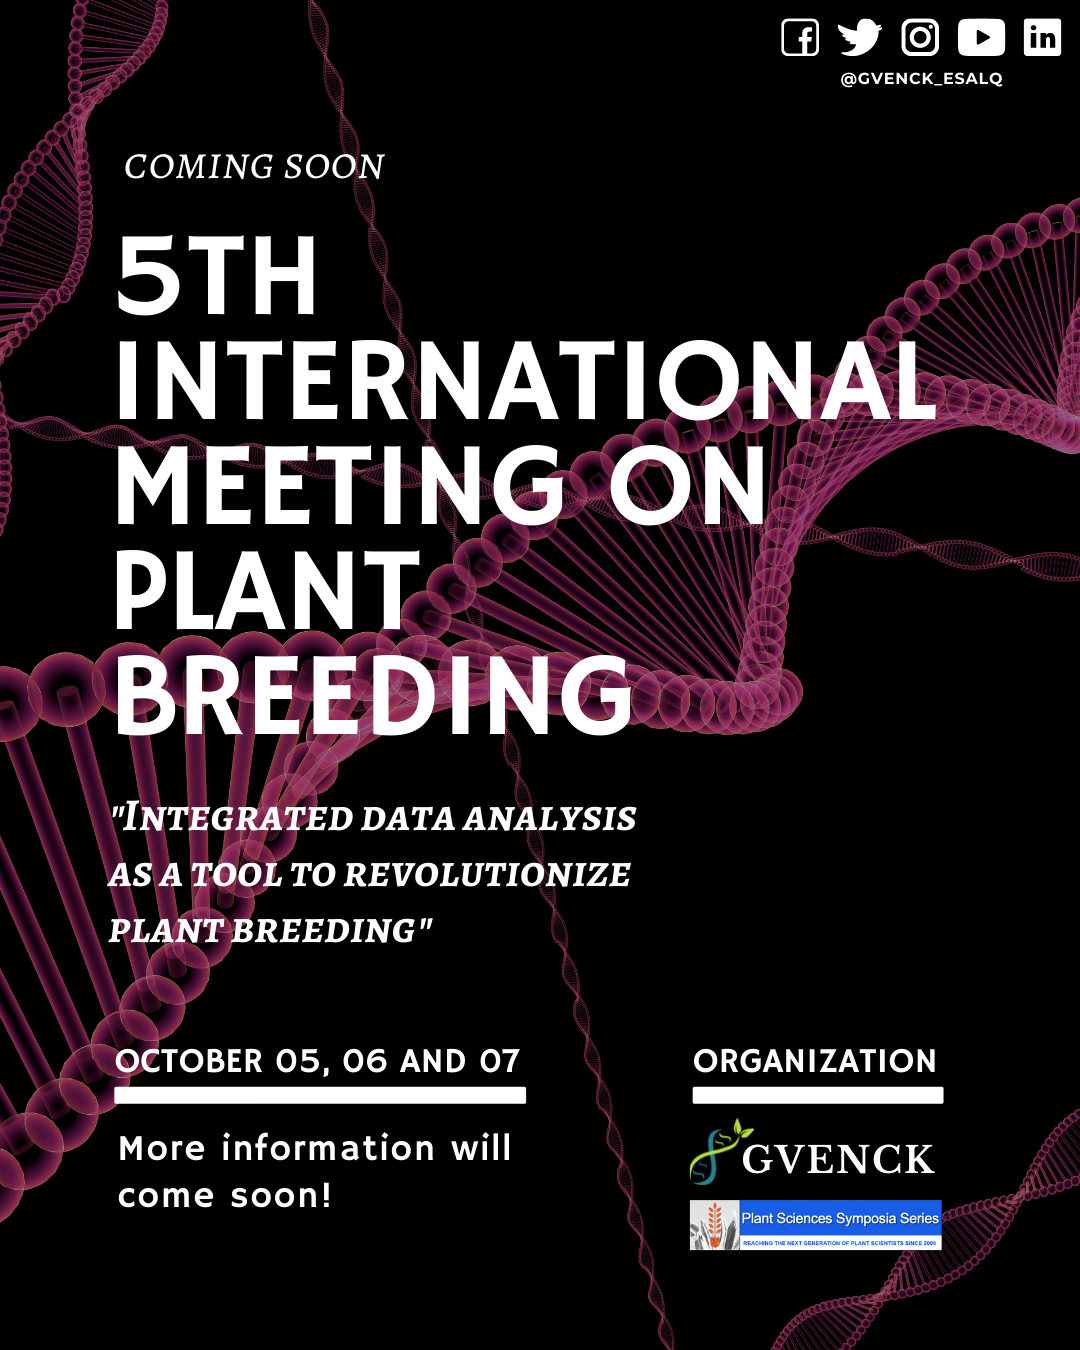 @GVENCK_ESALQ
COMING SOON
5TH
INTERNATIONAL
MEETING ON
PLANT
BREEDING
"Integrated data analysis
as a tool to revolutionize
plant breeding"
OCTOBER 05, 06 AND 07
More information will
come soon!
ORGANIZATION
GVENCK
Plant Sciences Symposia Series
REACHING THE NEXT GENERATION OF PLANT SCIENTISTS SINCE 2008